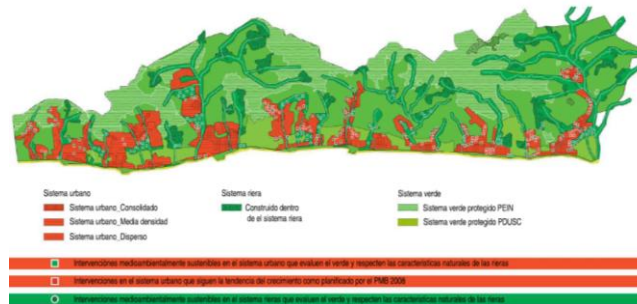 Sistema urbano
Sistema urbano_Consolidado
Sistema urbano_Media densidad
Sistema urbano_Disperso
Sistema riera
Construido dentro
de el sistema riera
Sistema verde
Sistema verde protegido PEIN
Sistema verde protegido PDUSC
Intervenciónes medioambientalmente sustenibles en el sistema urbano que evaluen el verde y respecten las características naturales de las rieras
Intervenciones en el sistema urbano que siguen la tendencia del crecimiento como planificado por el PMB 2008
Intervenciónes medioambientalmente sustenibles en el sistema rieras que evaluen el verde y respecten las características naturales de las rieras